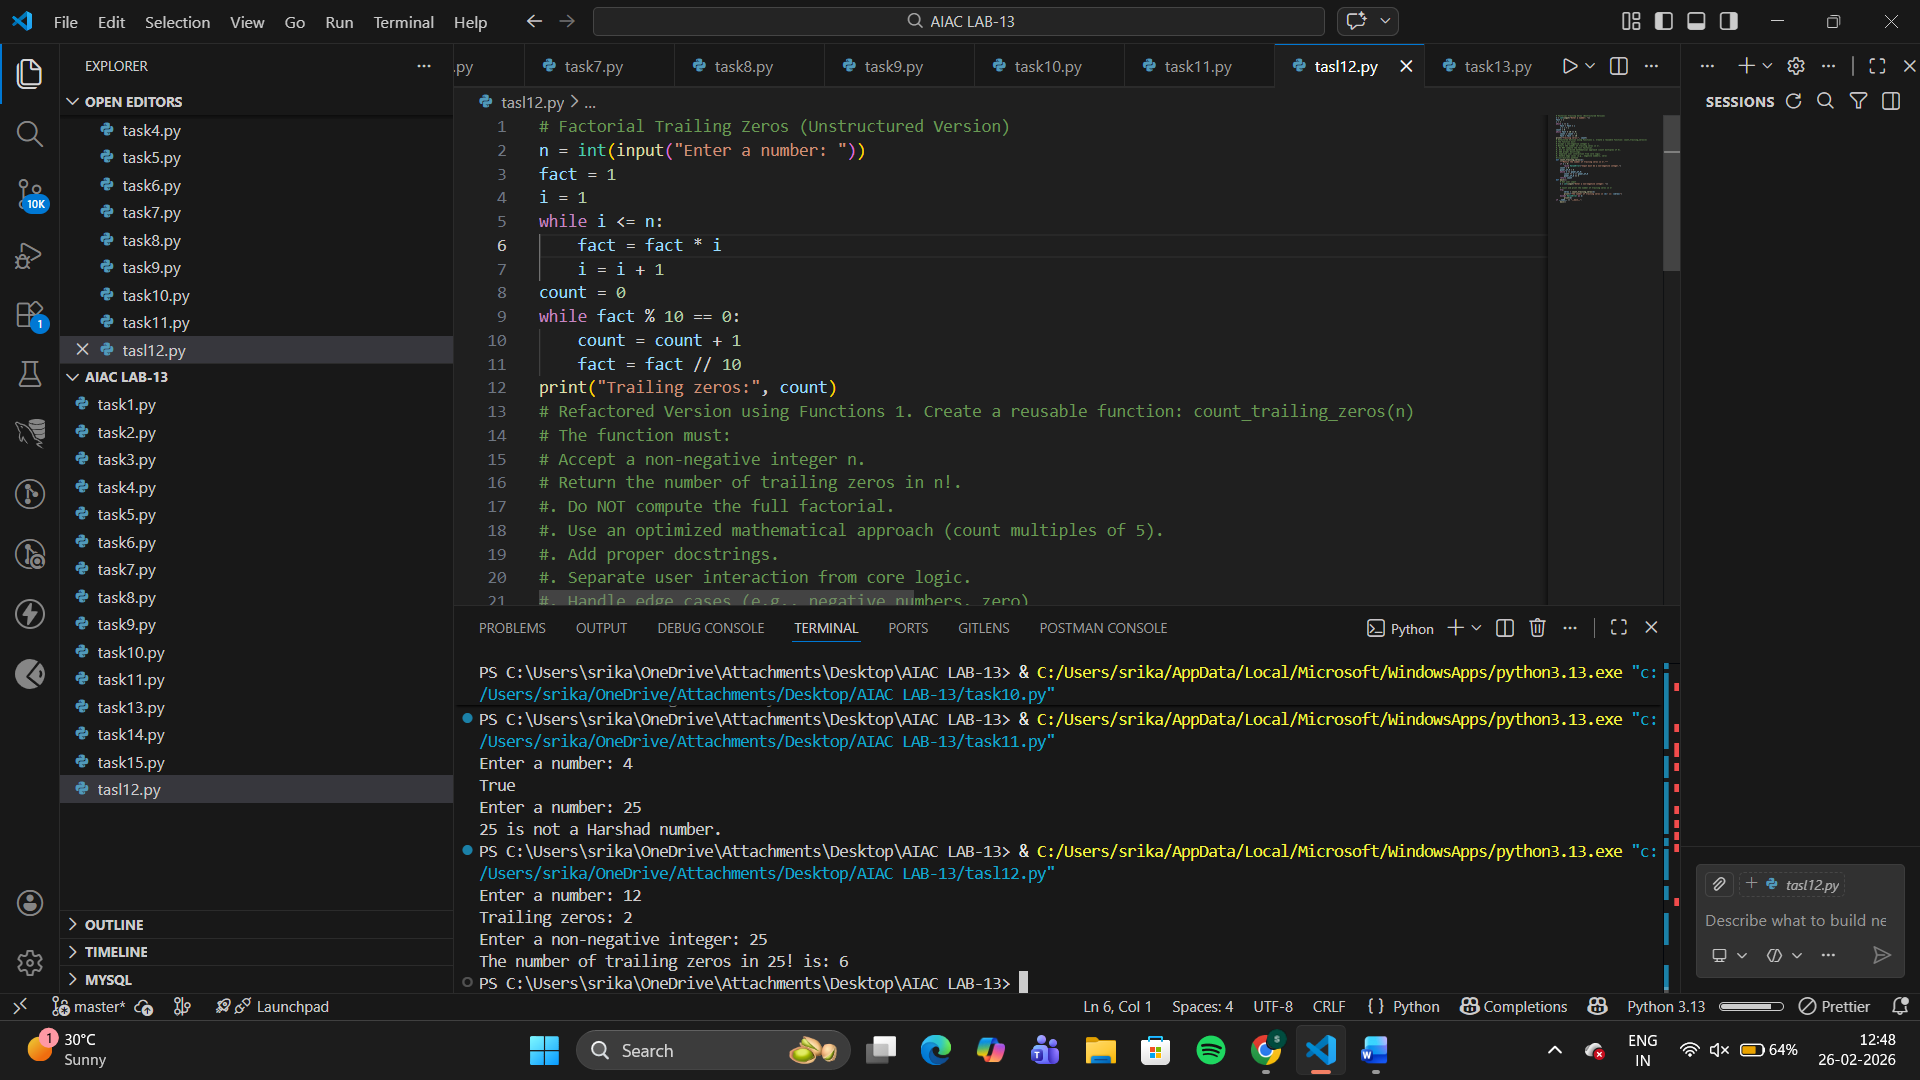 File Edit Selection View Go Run Terminal Help
AIAC LAB-13
EXPLORER
OPEN EDITORS
task4.py
task5.py
task6.py
task7.py
task8.py
task9.py
task10.py
task11.py
tasl12.py
AIAC LAB-13
task1.py
task2.py
task3.py
task4.py
task5.py
task6.py
task7.py
task8.py
task9.py
task10.py
task11.py
task13.py
task14.py
task15.py
tasl12.py
OUTLINE
TIMELINE
MYSQL
10K
1
.py task7.py task8.py task9.py task10.py task11.py tasl12.py task13.py
tasl12.py > ...
1 # Factorial Trailing Zeros (Unstructured Version)
2 n = int(input("Enter a number: "))
3 fact = 1
4 i = 1
5 while i <= n:
6 fact = fact * i
7 i = i + 1
8 count = 0
9 while fact % 10 == 0:
10 count = count + 1
11 fact = fact // 10
12 print("Trailing zeros:", count)
13 # Refactored Version using Functions 1. Create a reusable function: count_trailing_zeros(n)
14 # The function must:
15 # Accept a non-negative integer n.
16 # Return the number of trailing zeros in n!.
17 #. Do NOT compute the full factorial.
18 #. Use an optimized mathematical approach (count multiples of 5).
19 #. Add proper docstrings.
20 #. Separate user interaction from core logic.
21 #. Handle edge cases (e.g., negative numbers, zero)
PROBLEMS OUTPUT DEBUG CONSOLE TERMINAL PORTS GITLENS POSTMAN CONSOLE
Python
PS C:\Users\srika\OneDrive\Attachments\Desktop\AIAC LAB-13> & C:/Users/srika/AppData/Local/Microsoft/WindowsApps/python3.13.exe "c:
/Users/srika/OneDrive/Attachments/Desktop/AIAC LAB-13/task10.py"
PS C:\Users\srika\OneDrive\Attachments\Desktop\AIAC LAB-13> & C:/Users/srika/AppData/Local/Microsoft/WindowsApps/python3.13.exe "c:
/Users/srika/OneDrive/Attachments/Desktop/AIAC LAB-13/task11.py"
Enter a number: 4
True
Enter a number: 25
25 is not a Harshad number.
PS C:\Users\srika\OneDrive\Attachments\Desktop\AIAC LAB-13> & C:/Users/srika/AppData/Local/Microsoft/WindowsApps/python3.13.exe "c:
/Users/srika/OneDrive/Attachments/Desktop/AIAC LAB-13/tasl12.py"
Enter a number: 12
Trailing zeros: 2
Enter a non-negative integer: 25
The number of trailing zeros in 25! is: 6
PS C:\Users\srika\OneDrive\Attachments\Desktop\AIAC LAB-13>
SESSIONS
tasl12.py
Describe what to build ne
master* Launchpad
Ln 6, Col 1 Spaces: 4 UTF-8 CRLF { } Python Completions Python 3.13 Prettier
1
30°C
Sunny
Search
ENG
IN
64%
12:48
26-02-2026